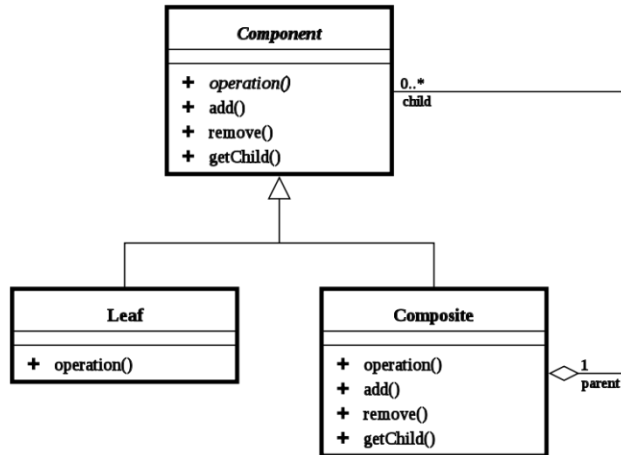 Component
+ operation()
+ add()
+ remove()
+ getChild()
0..*
child
Leaf
+ operation()
Composite
+ operation()
+ add()
+ remove()
+ getChild()
1
parent